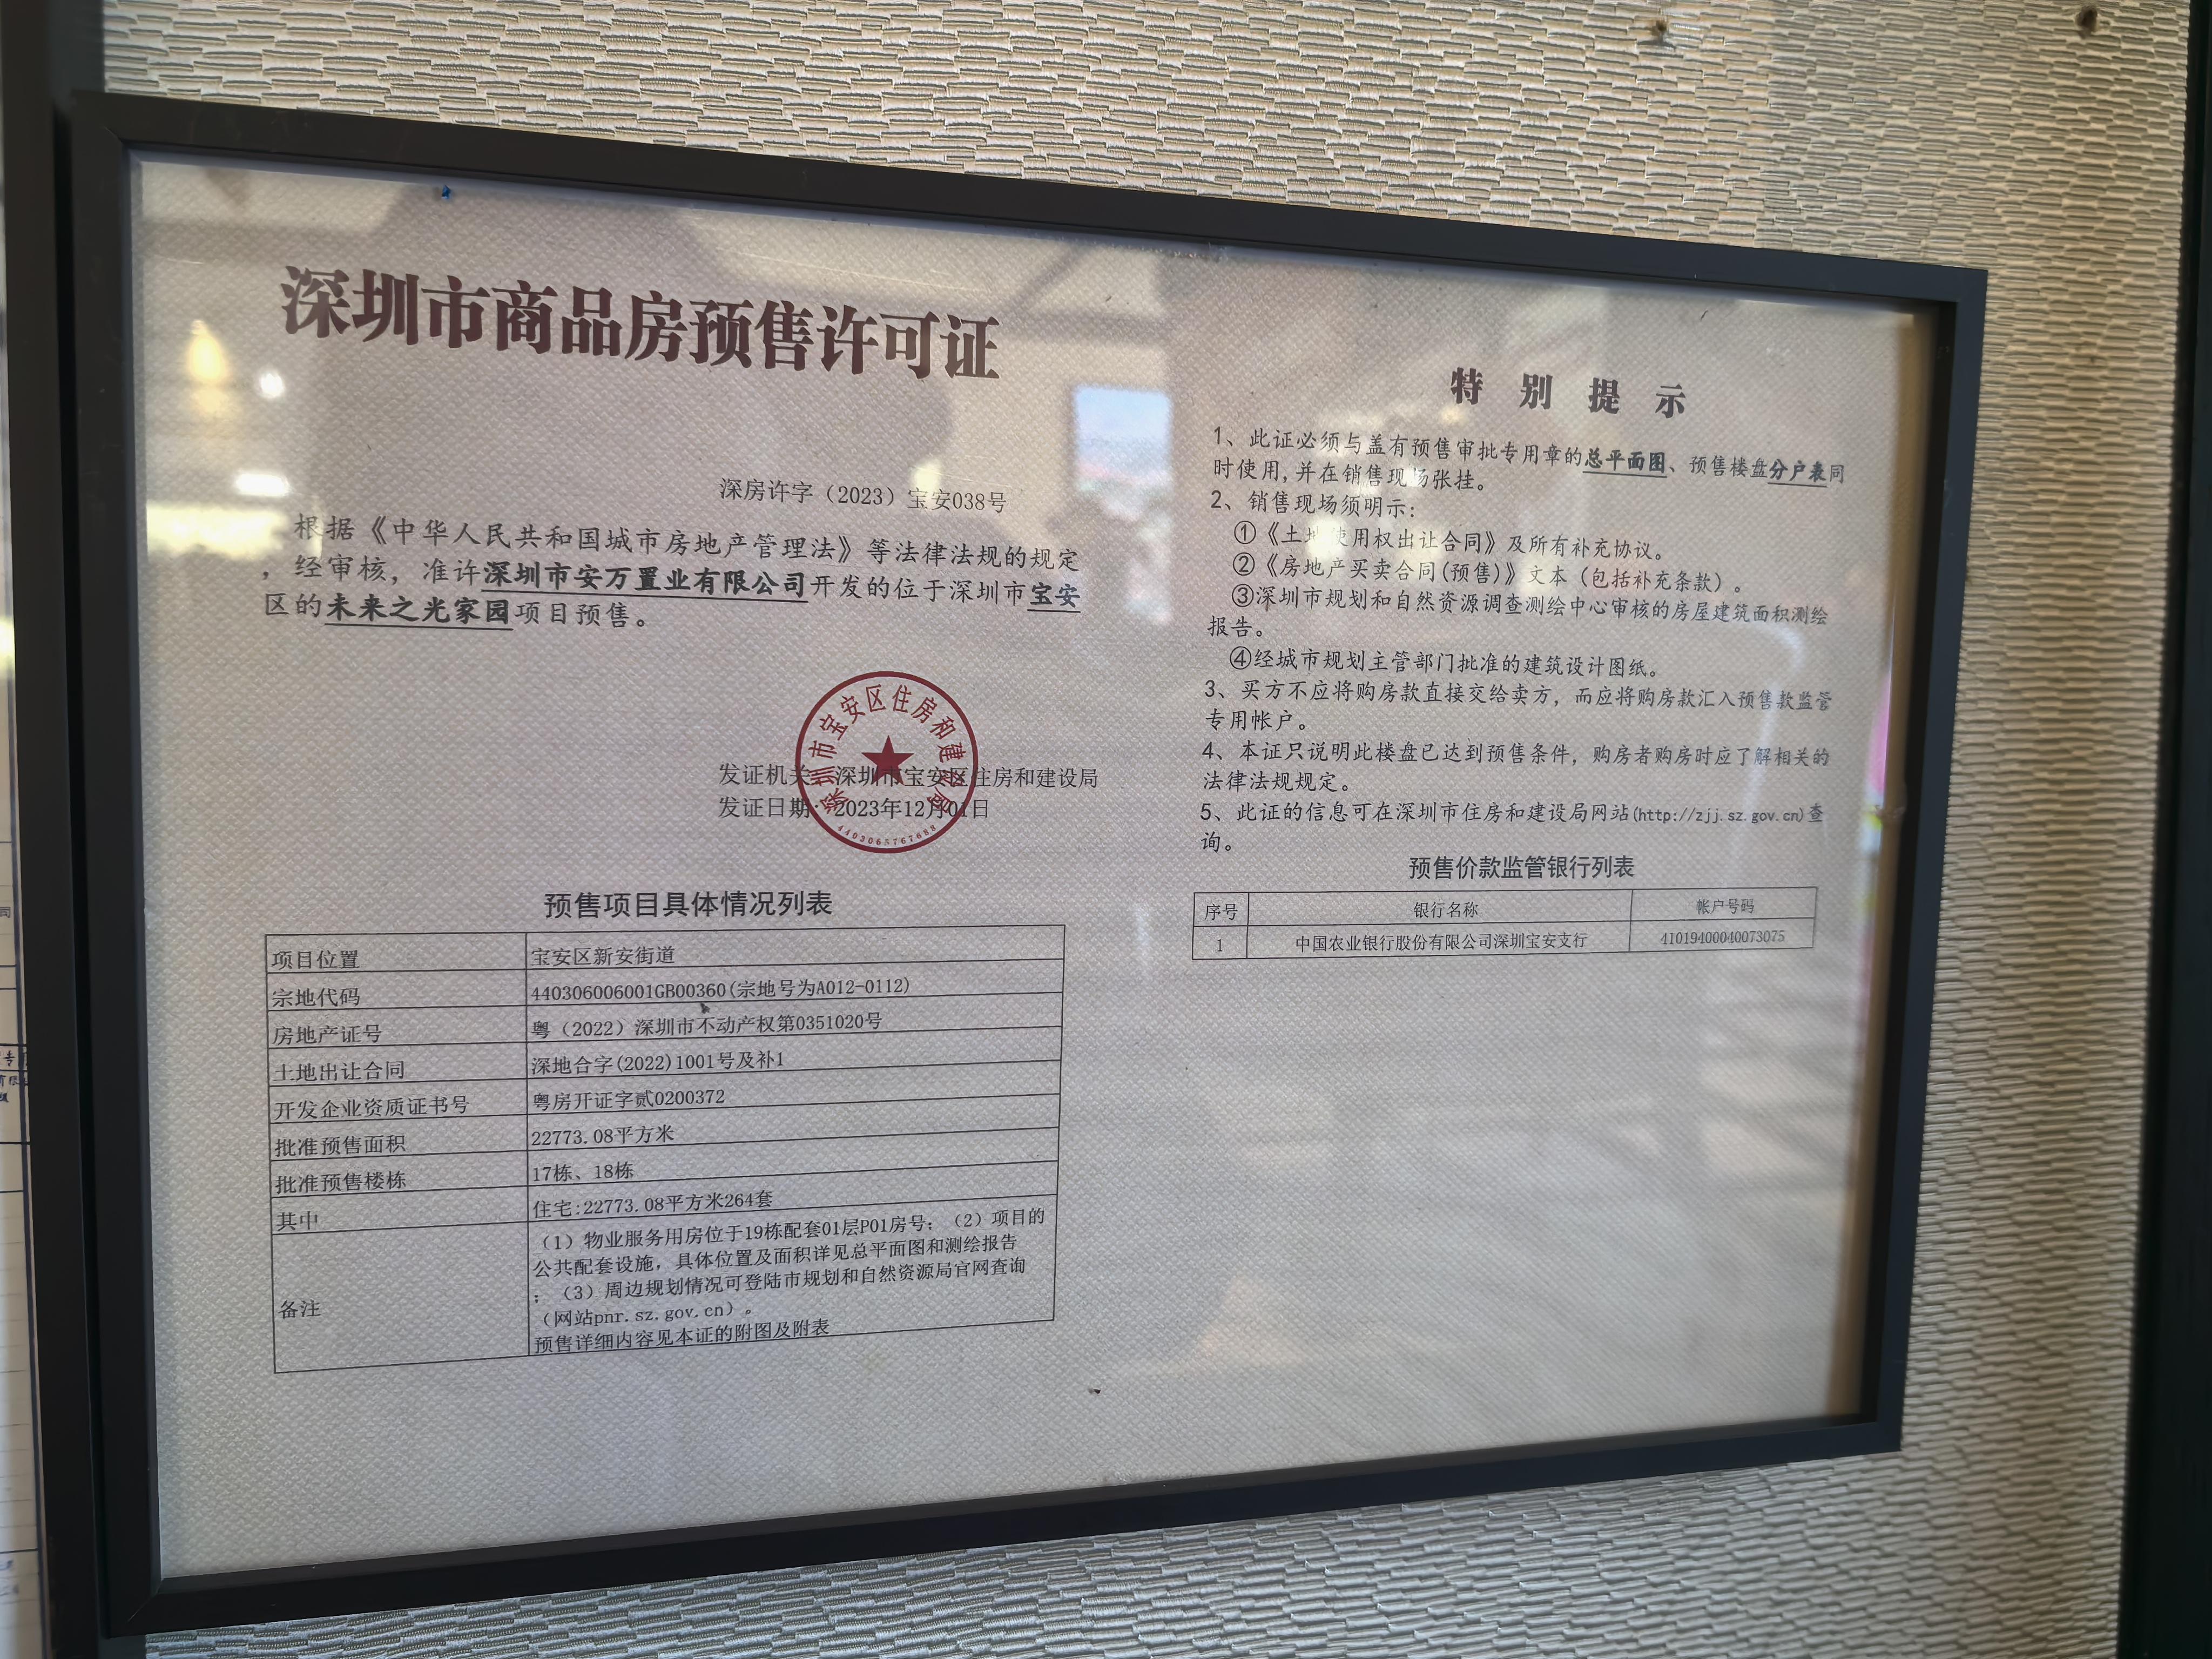 深圳市商品房预售许可证
深房许字（2023）宝安038号
根据《中华人民共和国城市房地产管理法》等法律法规的规定
，经审核，准许深圳市安万置业有限公司开发的位于深圳市宝安
区的未来之光家园项目预售。
深圳市宝安区住房和建设局
4403065767688
发证机关：深圳市宝安区住房和建设局
发证日期：2023年12月01日
预售项目具体情况列表
项目位置 宝安区新安街道
宗地代码 440306006001GB00360(宗地号为A012-0112)
房地产证号 粤（2022）深圳市不动产权第0351020号
土地出让合同 深地合字(2022)1001号及补1
开发企业资质证书号 粤房开证字贰0200372
批准预售面积 22773.08平方米
批准预售楼栋 17栋、18栋
其中 住宅:22773.08平方米264套
备注
（1）物业服务用房位于19栋配套01层P01房号；（2）项目的
公共配套设施，具体位置及面积详见总平面图和测绘报告
；（3）周边规划情况可登陆市规划和自然资源局官网查询
（网站pnr.sz.gov.cn）。
预售详细内容见本证的附图及附表
特别提示
1、此证必须与盖有预售审批专用章的总平面图、预售楼盘分户表同
时使用,并在销售现场张挂。
2、销售现场须明示:
①《土地使用权出让合同》及所有补充协议。
②《房地产买卖合同(预售)》文本（包括补充条款）。
③深圳市规划和自然资源调查测绘中心审核的房屋建筑面积测绘
报告。
④经城市规划主管部门批准的建筑设计图纸。
3、买方不应将购房款直接交给卖方，而应将购房款汇入预售款监管
专用帐户。
4、本证只说明此楼盘已达到预售条件，购房者购房时应了解相关的
法律法规规定。
5、此证的信息可在深圳市住房和建设局网站(http://zjj.sz.gov.cn)查
询。
预售价款监管银行列表
序号 银行名称 帐户号码
1 中国农业银行股份有限公司深圳宝安支行 41019400040073075